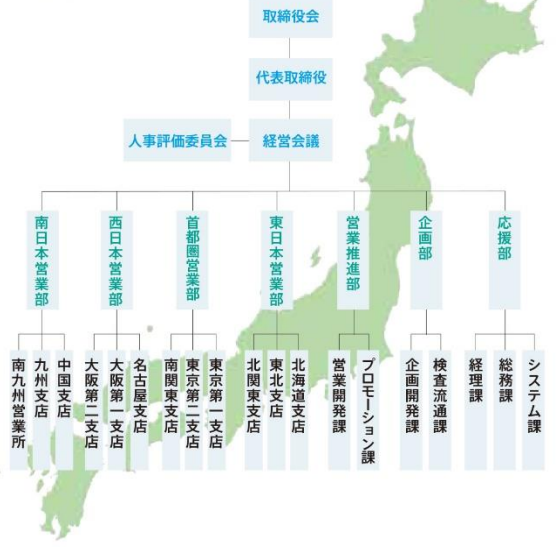 取締役会
代表取締役
人事評価委員会
経営会議
南日本営業部
西日本営業部
首都圏営業部
東日本営業部
営業推進部
企画部
応援部
南九州営業所
九州支店
中国支店
大阪第二支店
大阪第一支店
名古屋支店
南関東支店
東京第二支店
東京第一支店
北関東支店
東北支店
北海道支店
営業開発課
プロモーション課
企画開発課
検査流通課
経理課
総務課
システム課